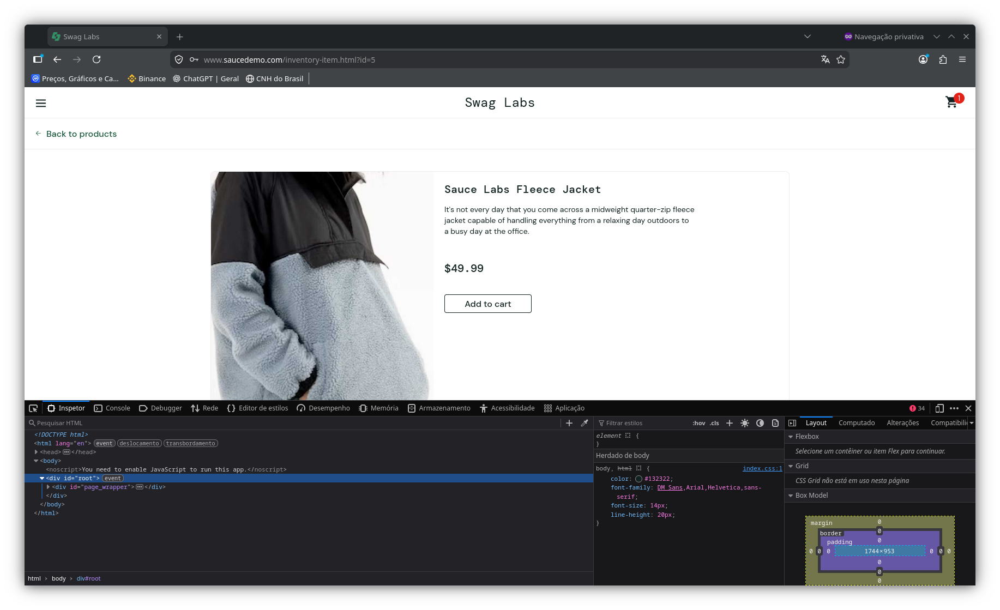 Swag Labs
Navegação privativa
www.saucedemo.com/inventory-item.html?id=5
Preços, Gráficos e Ca... Binance ChatGPT | Geral CNH do Brasil
Swag Labs
1
Back to products
Sauce Labs Fleece Jacket
It's not every day that you come across a midweight quarter-zip fleece
jacket capable of handling everything from a relaxing day outdoors to
a busy day at the office.
$49.99
Add to cart
Inspetor Console Debugger Rede Editor de estilos Desempenho Memória Armazenamento Acessibilidade Aplicação 34
Pesquisar HTML
<!DOCTYPE html>
<html lang="en"> event deslocamento transbordamento
<head> ••• </head>
<body>
<noscript>You need to enable JavaScript to run this app.</noscript>
<div id="root"> event
<div id="page_wrapper"> ••• </div>
</div>
</body>
</html>
html › body › div#root
Filtrar estilos :hov .cls
element {
}
Herdado de body
body, html { index.css:1
color: #132322;
font-family: DM Sans,Arial,Helvetica,sans-
serif;
font-size: 14px;
line-height: 20px;
}
Layout Computado Alterações Compatibili
Flexbox
Selecione um contêiner ou item Flex para continuar.
Grid
CSS Grid não está em uso nesta página
Box Model
margin 0
border 0
padding 0
0 0 0 1744×953 0 0 0
0
0
0